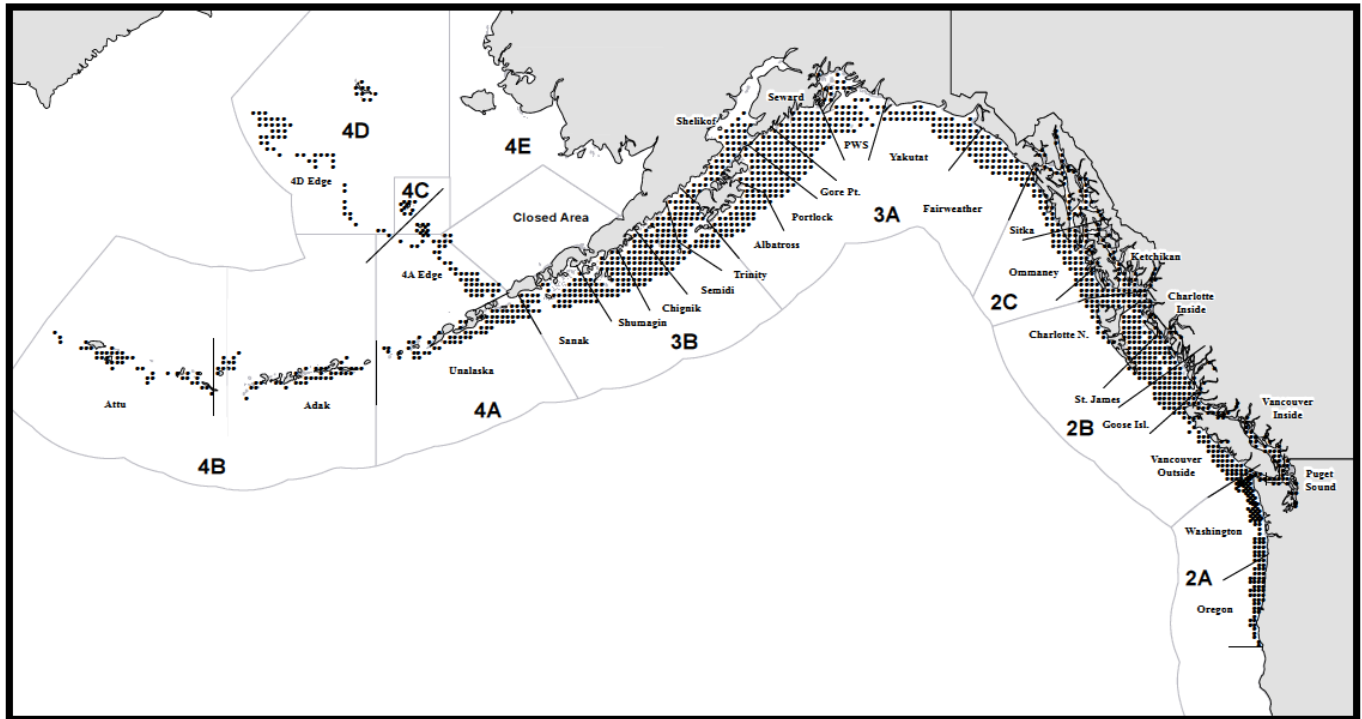 Seward
Shelikof
4D
4E
PWS
Yakutat
4D Edge
4C
Gore Pt.
Closed Area
Portlock
3A
Fairweather
Albatross
Sitka
4A Edge
Trinity
Ketchikan
Ommaney
Semidi
2C
Charlotte
Inside
Chignik
Shumagin
Charlotte N.
Sanak
3B
Unalaska
Attu
Adak
4A
St. James
Vancouver
Inside
2B
Goose Isl.
4B
Vancouver
Outside
Puget
Sound
Washington
2A
Oregon